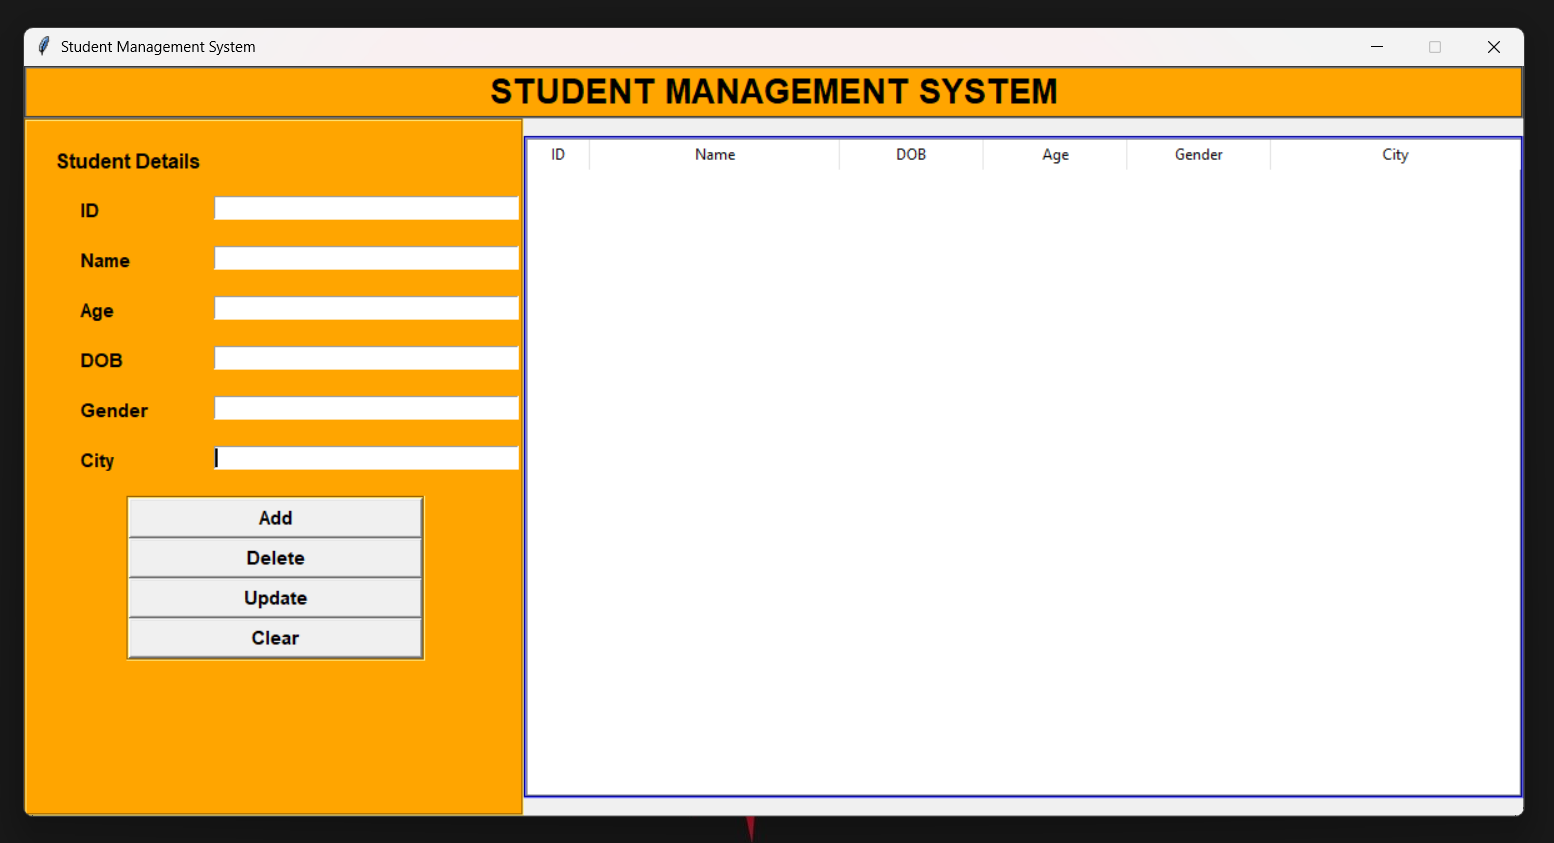 Student Management System
STUDENT MANAGEMENT SYSTEM
Student Details
ID
Name
Age
DOB
Gender
City
Add
Delete
Update
Clear
ID Name DOB Age Gender City